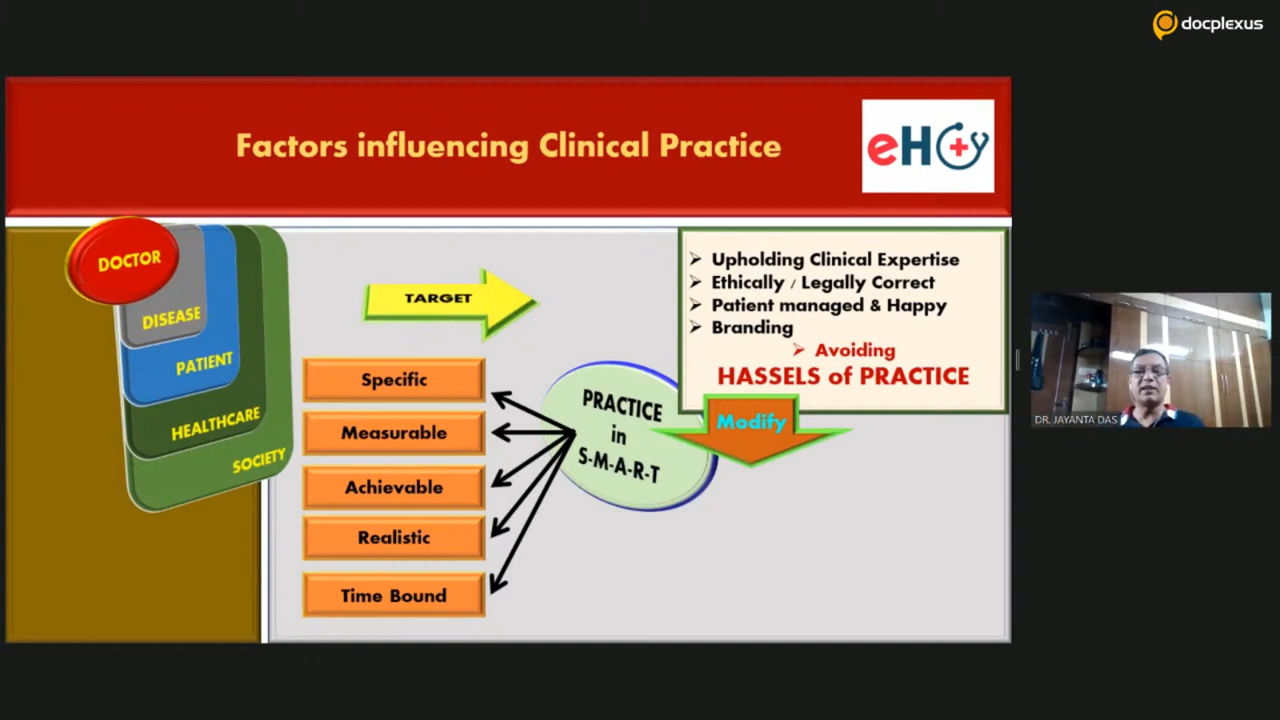 docplexus
Factors influencing Clinical Practice
eH
DOCTOR
DISEASE
PATIENT
HEALTHCARE
SOCIETY
TARGET
Specific
Measurable
Achievable
Realistic
Time Bound
PRACTICE
in
S-M-A-R-T
Upholding Clinical Expertise
Ethically / Legally Correct
Patient managed & Happy
Branding
Avoiding
HASSELS of PRACTICE
Modify
DR. JAYANTA DAS